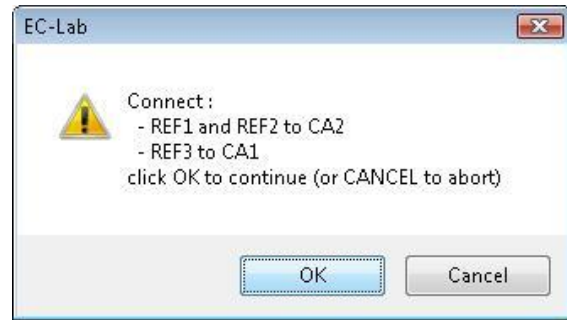 EC-Lab
Connect :
- REF1 and REF2 to CA2
- REF3 to CA1
click OK to continue (or CANCEL to abort)
OK
Cancel